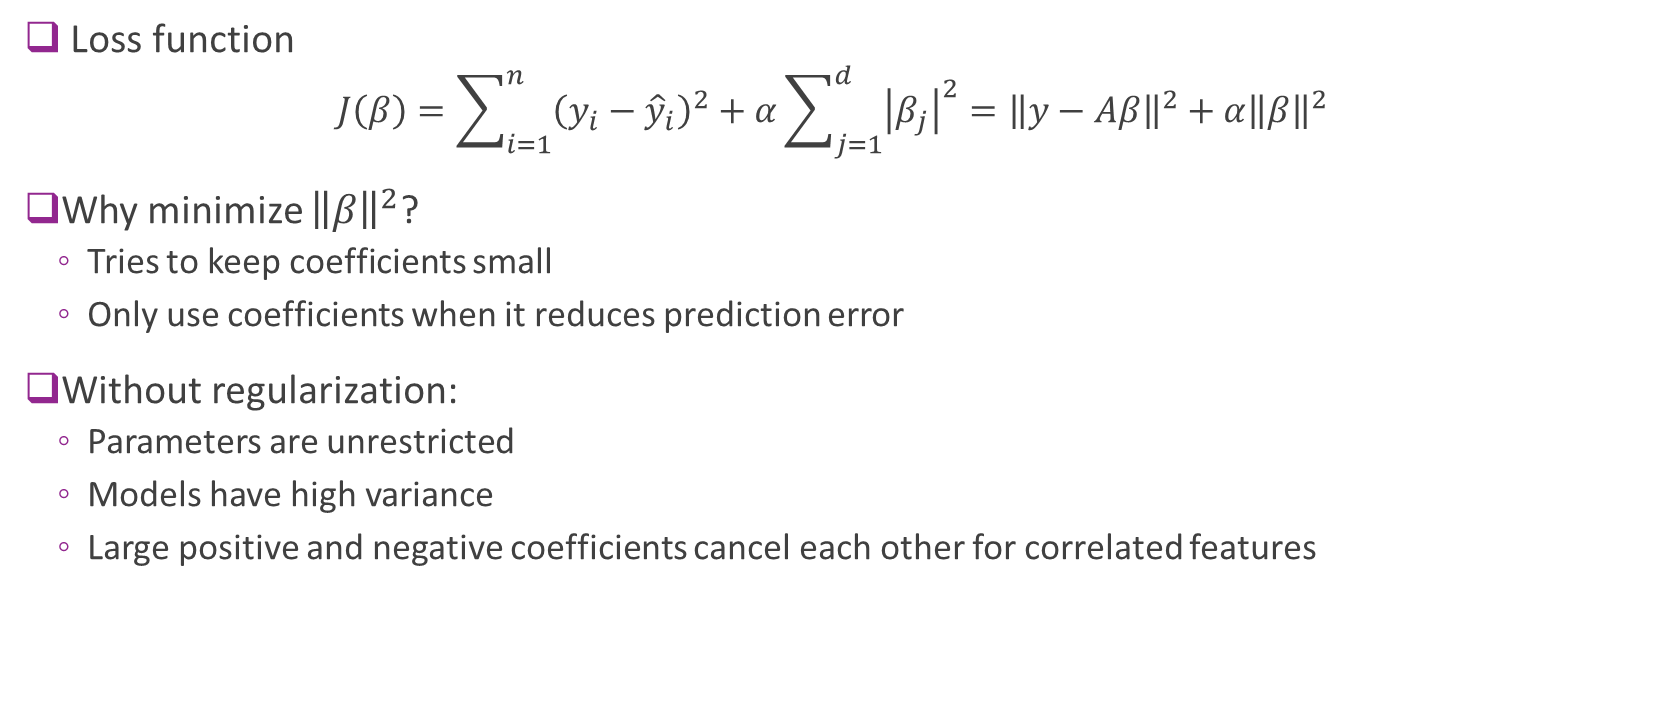 ❑ Loss function
J(β) = ∑_{i=1}^{n} (y_i − ŷ_i)² + α ∑_{j=1}^{d} |β_j|² = ‖y − Aβ‖² + α‖β‖²
❑Why minimize ‖β‖²?
◦ Tries to keep coefficients small
◦ Only use coefficients when it reduces prediction error
❑Without regularization:
◦ Parameters are unrestricted
◦ Models have high variance
◦ Large positive and negative coefficients cancel each other for correlated features